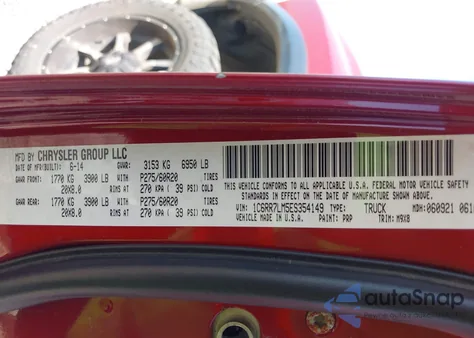 MFD BY CHRYSLER GROUP LLC
DATE OF MFR(BUILT): 6-14 GVWR: 3153 KG 6950 LB
GAWR FRONT: 1770 KG 3900 LB WITH P275/60R20
20X8.0 RIMS AT 270 KPA ( 39 PSI) COLD
GAWR REAR: 1770 KG 3900 LB WITH P275/60R20
20X8.0 RIMS AT 270 KPA ( 39 PSI) COLD
THIS VEHICLE CONFORMS TO ALL APPLICABLE U.S.A. FEDERAL MOTOR VEHICLE SAFETY
STANDARDS IN EFFECT ON THE DATE OF MANUFACTURE SHOWN ABOVE.
VIN: 1C6RR7LM5ES354149 TYPE: TRUCK MDH: 060921 061
VEHICLE MADE IN U.S.A. PAINT: PRP TRIM: M9X8
autoSnap